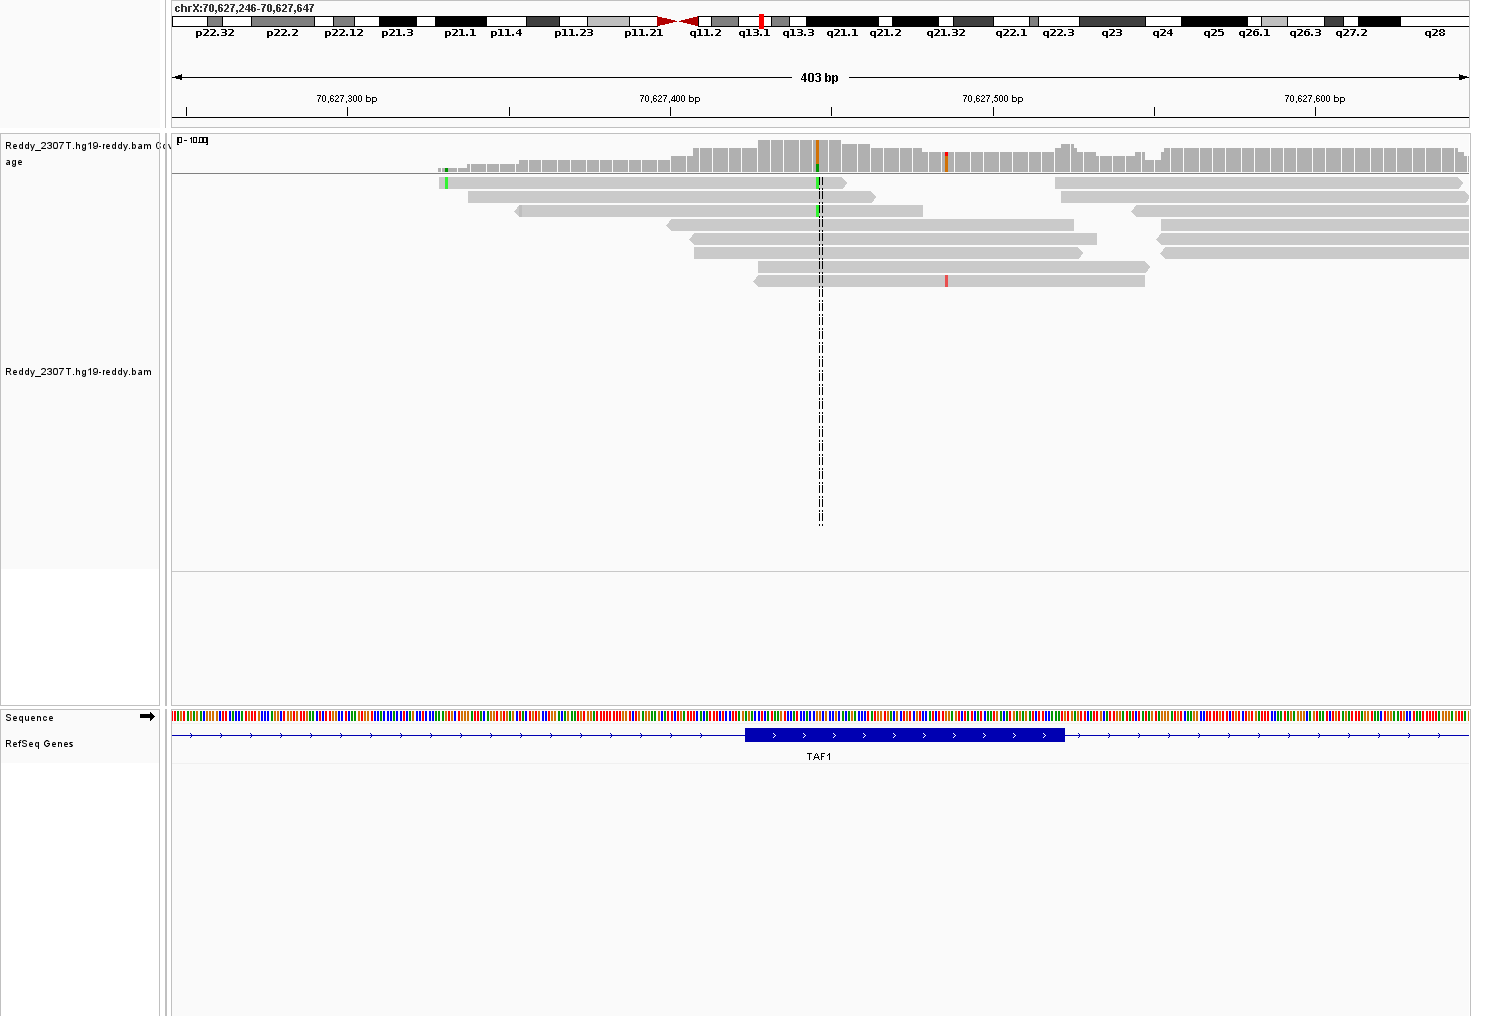 chrX:70,627,246-70,627,647
p22.32 p22.2 p22.12 p21.3 p21.1 p11.4 p11.23 p11.21 q11.2 q13.1 q13.3 q21.1 q21.2 q21.32 q22.1 q22.3 q23 q24 q25 q26.1 q26.3 q27.2 q28
403 bp
70,627,300 bp 70,627,400 bp 70,627,500 bp 70,627,600 bp
[0 - 10.00]
Reddy_2307T.hg19-reddy.bam Cov
age
Reddy_2307T.hg19-reddy.bam
Sequence
RefSeq Genes
TAF1